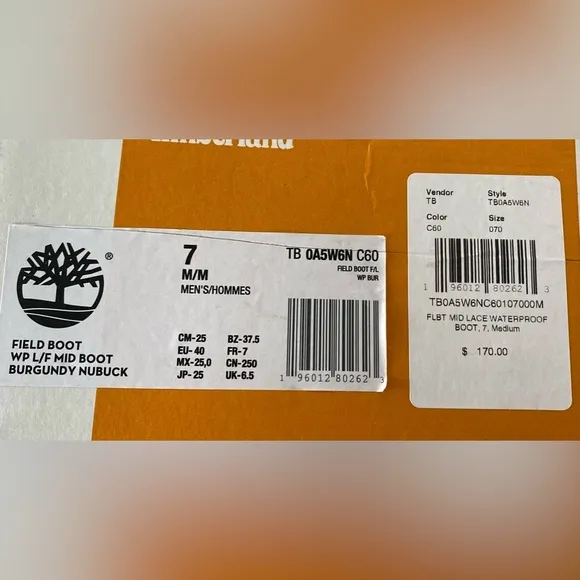 Timberland
®
7
M/M
MEN'S/HOMMES
TB 0A5W6N C60
FIELD BOOT F/L
WP BUR
FIELD BOOT
WP L/F MID BOOT
BURGUNDY NUBUCK
CM-25 BZ-37.5
EU- 40 FR-7
MX-25,0 CN-250
JP-25 UK-6.5
1 96012 80262 3
Vendor Style
TB TB0A5W6N
Color Size
C60 070
1 96012 80262 3
TB0A5W6NC60107000M
FLBT MID LACE WATERPROOF
BOOT, 7, Medium
$ 170.00